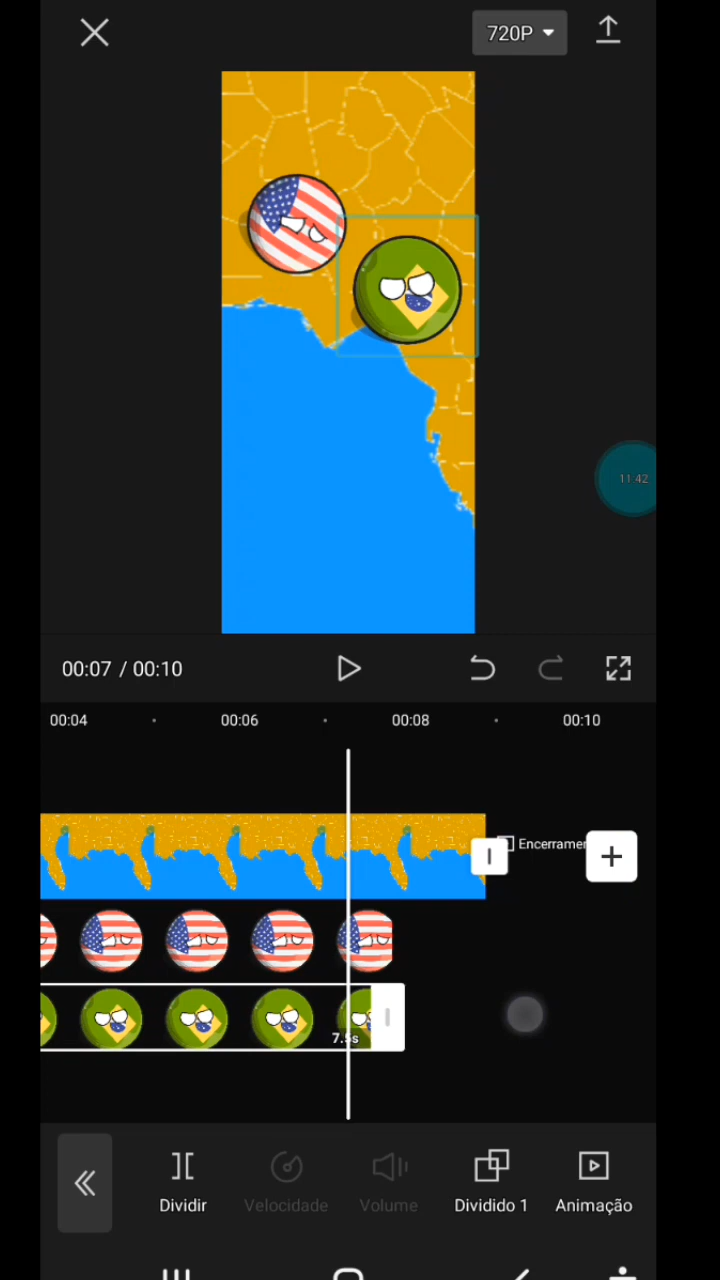 720P
11:42
00:07 / 00:10
00:04
00:06
00:08
00:10
Encerramen
7.5s
Dividir
Velocidade
Volume
Dividido 1
Animação